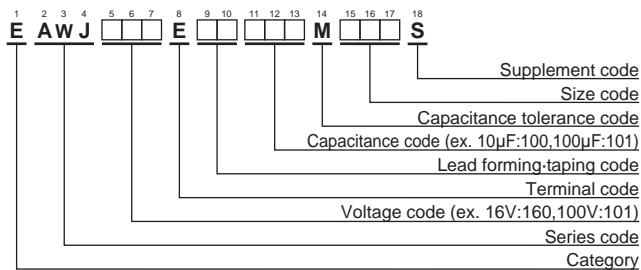 1 2 3 4 5 6 7 8 9 10 11 12 13 14 15 16 17 18
E A W J E M S
Supplement code
Size code
Capacitance tolerance code
Capacitance code (ex. 10μF:100,100μF:101)
Lead forming·taping code
Terminal code
Voltage code (ex. 16V:160,100V:101)
Series code
Category